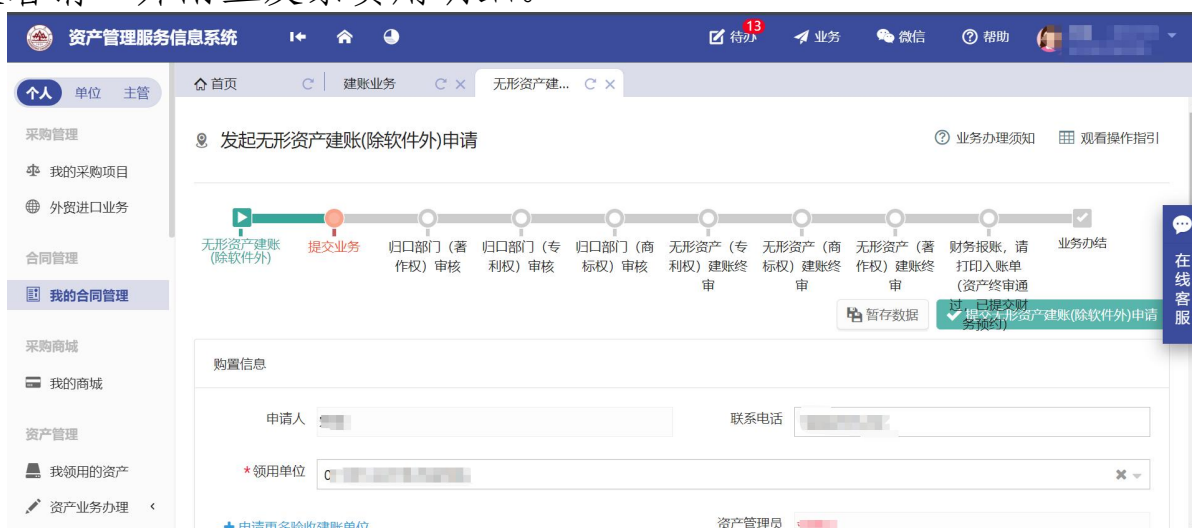 资产管理服务信息系统
待办
13
业务
微信
帮助
个人 单位 主管
首页
建账业务
无形资产建...
采购管理
我的采购项目
外贸进口业务
合同管理
我的合同管理
采购商城
我的商城
资产管理
我领用的资产
资产业务办理
发起无形资产建账(除软件外)申请
业务办理须知
观看操作指引
无形资产建账
(除软件外)
提交业务
归口部门(著
作权)审核
归口部门(专
利权)审核
归口部门(商
标权)审核
无形资产(专
利权)建账终
审
无形资产(商
标权)建账终
审
无形资产(著
作权)建账终
审
财务报账,请
打印入账单
(资产终审通
过,已提交财
务预约)
业务办结
暂存数据
提交无形资产建账(除软件外)申请
购置信息
申请人
联系电话
*领用单位
申请更多验收建账单位
资产管理员
在线客服